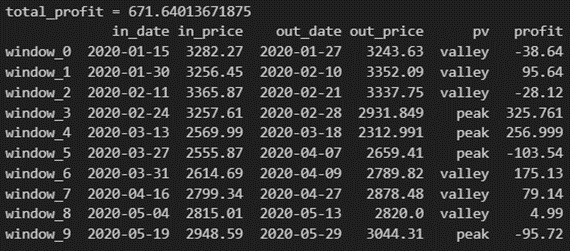 total_profit = 671.64013671875
in_date in_price out_date out_price pv profit
window_0 2020-01-15 3282.27 2020-01-27 3243.63 valley -38.64
window_1 2020-01-30 3256.45 2020-02-10 3352.09 valley 95.64
window_2 2020-02-11 3365.87 2020-02-21 3337.75 valley -28.12
window_3 2020-02-24 3257.61 2020-02-28 2931.849 peak 325.761
window_4 2020-03-13 2569.99 2020-03-18 2312.991 peak 256.999
window_5 2020-03-27 2555.87 2020-04-07 2659.41 peak -103.54
window_6 2020-03-31 2614.69 2020-04-09 2789.82 valley 175.13
window_7 2020-04-16 2799.34 2020-04-27 2878.48 valley 79.14
window_8 2020-05-04 2815.01 2020-05-13 2820.0 valley 4.99
window_9 2020-05-19 2948.59 2020-05-29 3044.31 peak -95.72